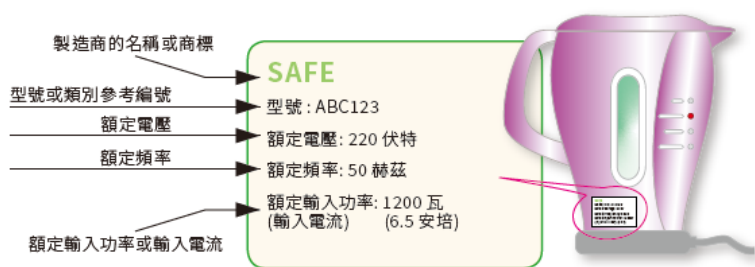 製造商的名稱或商標
SAFE
型號或類別參考編號
型號 : ABC123
額定電壓
額定電壓: 220 伏特
額定頻率
額定頻率: 50 赫茲
額定輸入功率: 1200 瓦
(輸入電流) (6.5 安培)
額定輸入功率或輸入電流